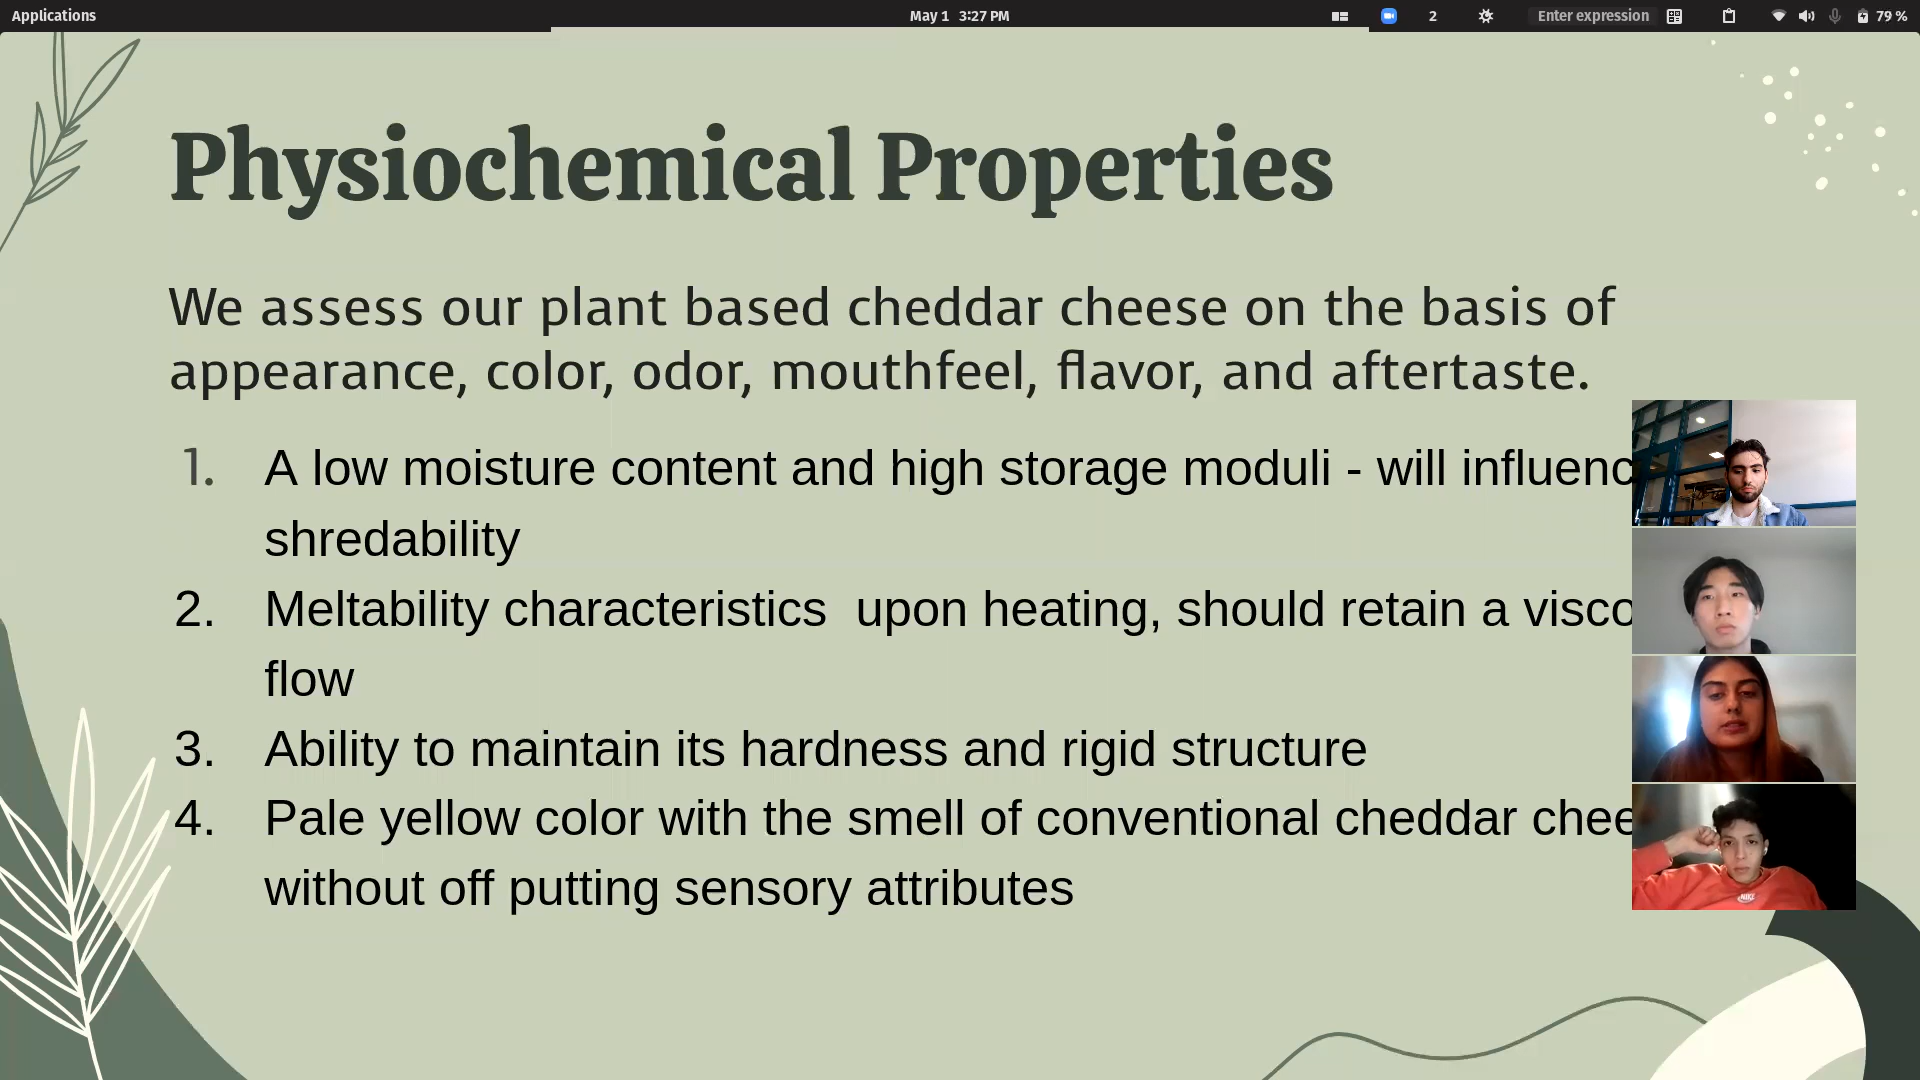 Applications
May 1 3:27 PM
2
Enter expression
79 %
Physiochemical Properties
We assess our plant based cheddar cheese on the basis of
appearance, color, odor, mouthfeel, flavor, and aftertaste.
1. A low moisture content and high storage moduli - will
shredability
2. Meltability characteristics upon heating, should retain a
flow
3. Ability to maintain its hardness and rigid structure
4. Pale yellow color with the smell of conventional cheddar
without off putting sensory attributes
NIKE